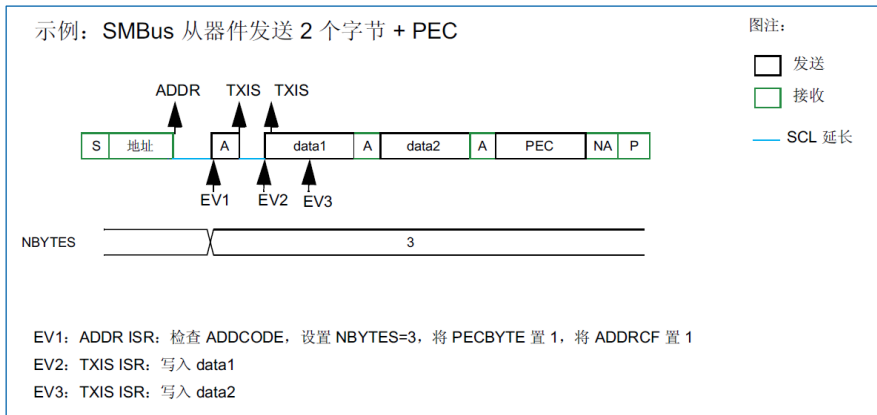 示例：SMBus 从器件发送 2 个字节 + PEC
图注：
发送
接收
SCL 延长
ADDR TXIS TXIS
S 地址 A data1 A data2 A PEC NA P
EV1 EV2 EV3
NBYTES 3
EV1：ADDR ISR：检查 ADDCODE，设置 NBYTES=3，将 PECBYTE 置 1，将 ADDRCF 置 1
EV2：TXIS ISR：写入 data1
EV3：TXIS ISR：写入 data2